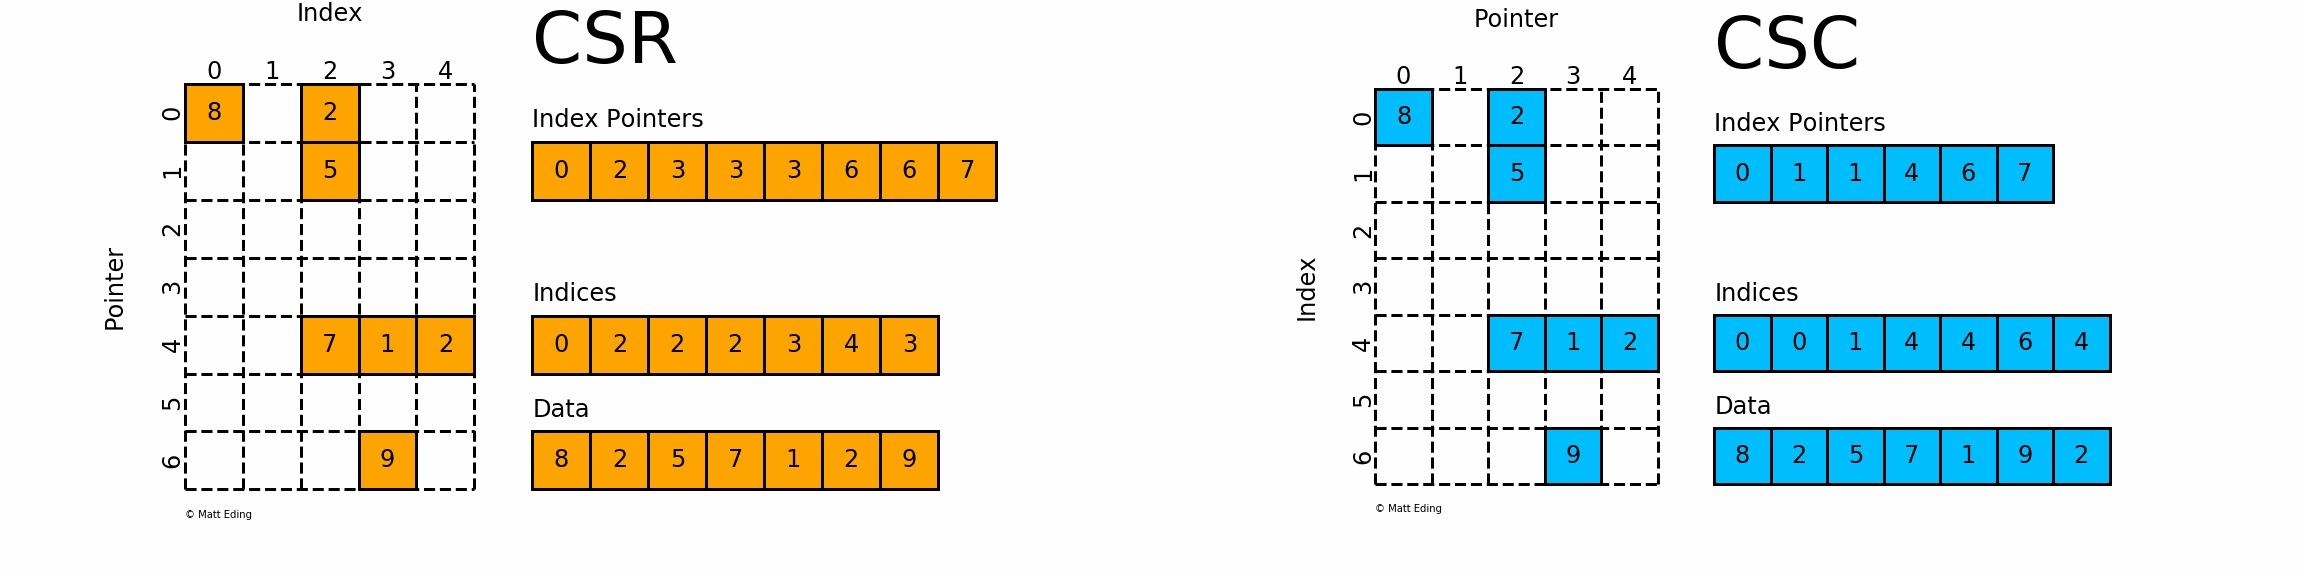 Index
CSR
0 1 2 3 4
0 8 2
Index Pointers
0 2 3 3 3 6 6 7
1 5
2
Pointer
3
Indices
4 7 1 2
0 2 2 2 3 4 3
5
Data
6 9
8 2 5 7 1 2 9
© Matt Eding
Pointer
CSC
0 1 2 3 4
0 8 2
Index Pointers
0 1 1 4 6 7
1 5
2
Index
3
Indices
4 7 1 2
0 0 1 4 4 6 4
5
Data
6 9
8 2 5 7 1 9 2
© Matt Eding